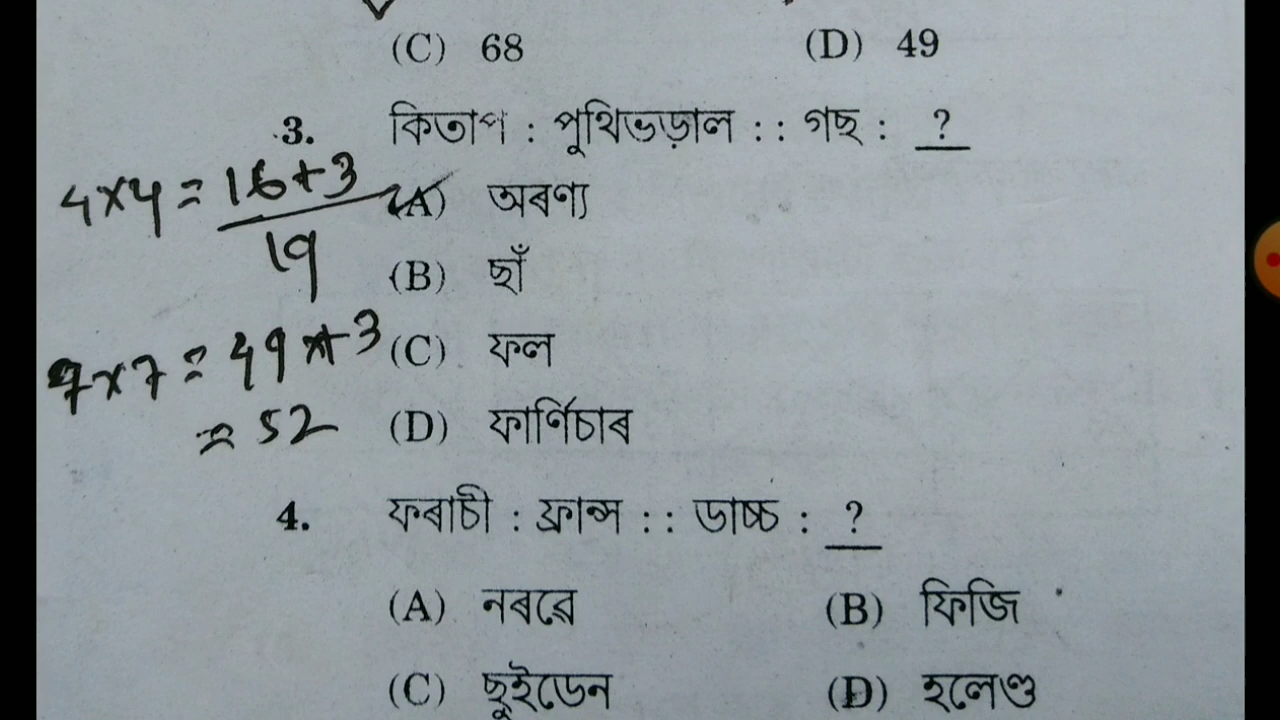 (C) 68 (D) 49
3. কিতাপ : পুথিভড়াল : : গছ : ?
4×4 = 16+3 (A) অৰণ্য
19
(B) ছাঁ
7×7 = 49+3 (C) ফল
= 52 (D) ফাৰ্ণিচাৰ
4. ফৰাচী : ফ্ৰান্স : : ডাচ্চ : ?
(A) নৰৱে (B) ফিজি
(C) ছুইডেন (D) হলেণ্ড